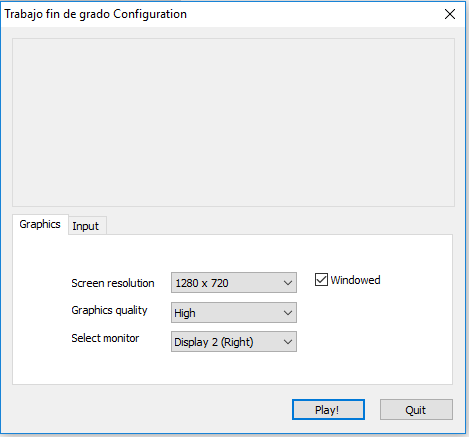 Trabajo fin de grado Configuration
Graphics Input
Screen resolution 1280 x 720 Windowed
Graphics quality High
Select monitor Display 2 (Right)
Play! Quit